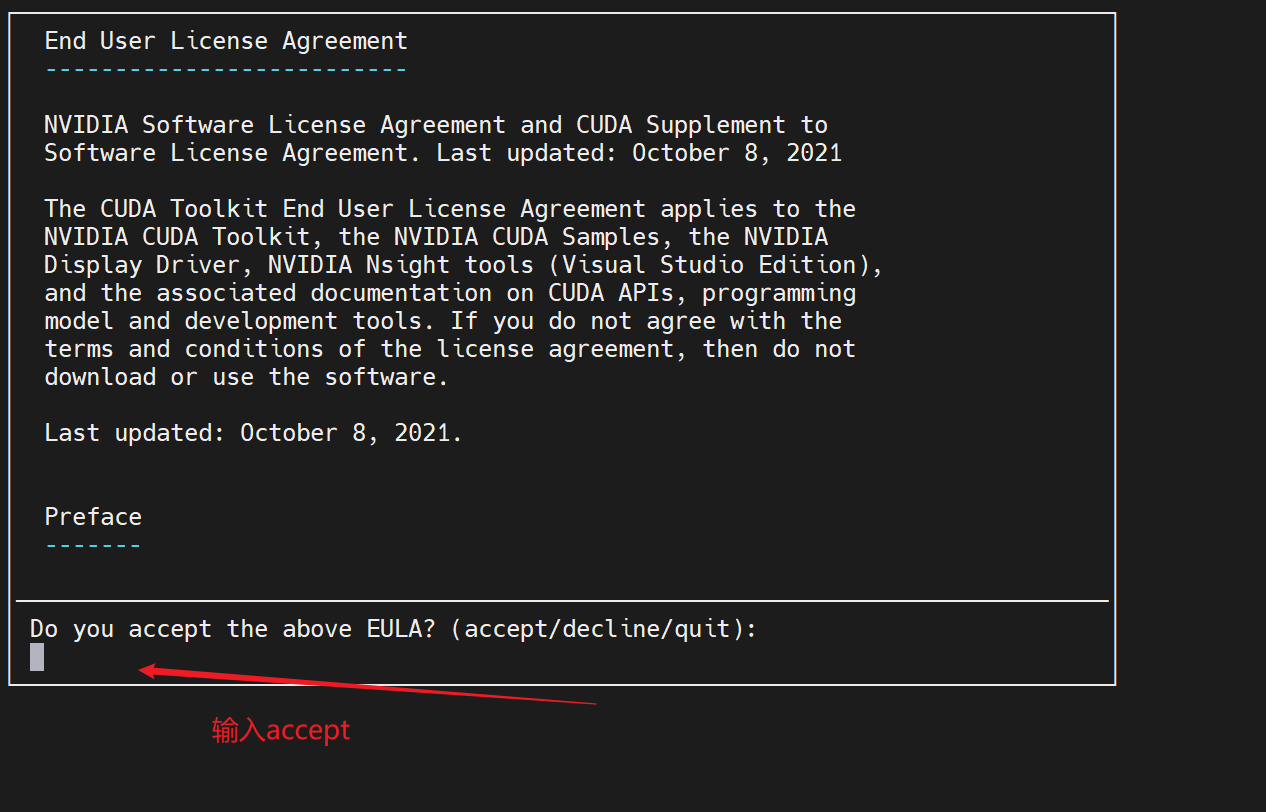 End User License Agreement
--------------------------
NVIDIA Software License Agreement and CUDA Supplement to
Software License Agreement. Last updated: October 8, 2021
The CUDA Toolkit End User License Agreement applies to the
NVIDIA CUDA Toolkit, the NVIDIA CUDA Samples, the NVIDIA
Display Driver, NVIDIA Nsight tools (Visual Studio Edition),
and the associated documentation on CUDA APIs, programming
model and development tools. If you do not agree with the
terms and conditions of the license agreement, then do not
download or use the software.
Last updated: October 8, 2021.
Preface
-------
Do you accept the above EULA? (accept/decline/quit):
输入accept